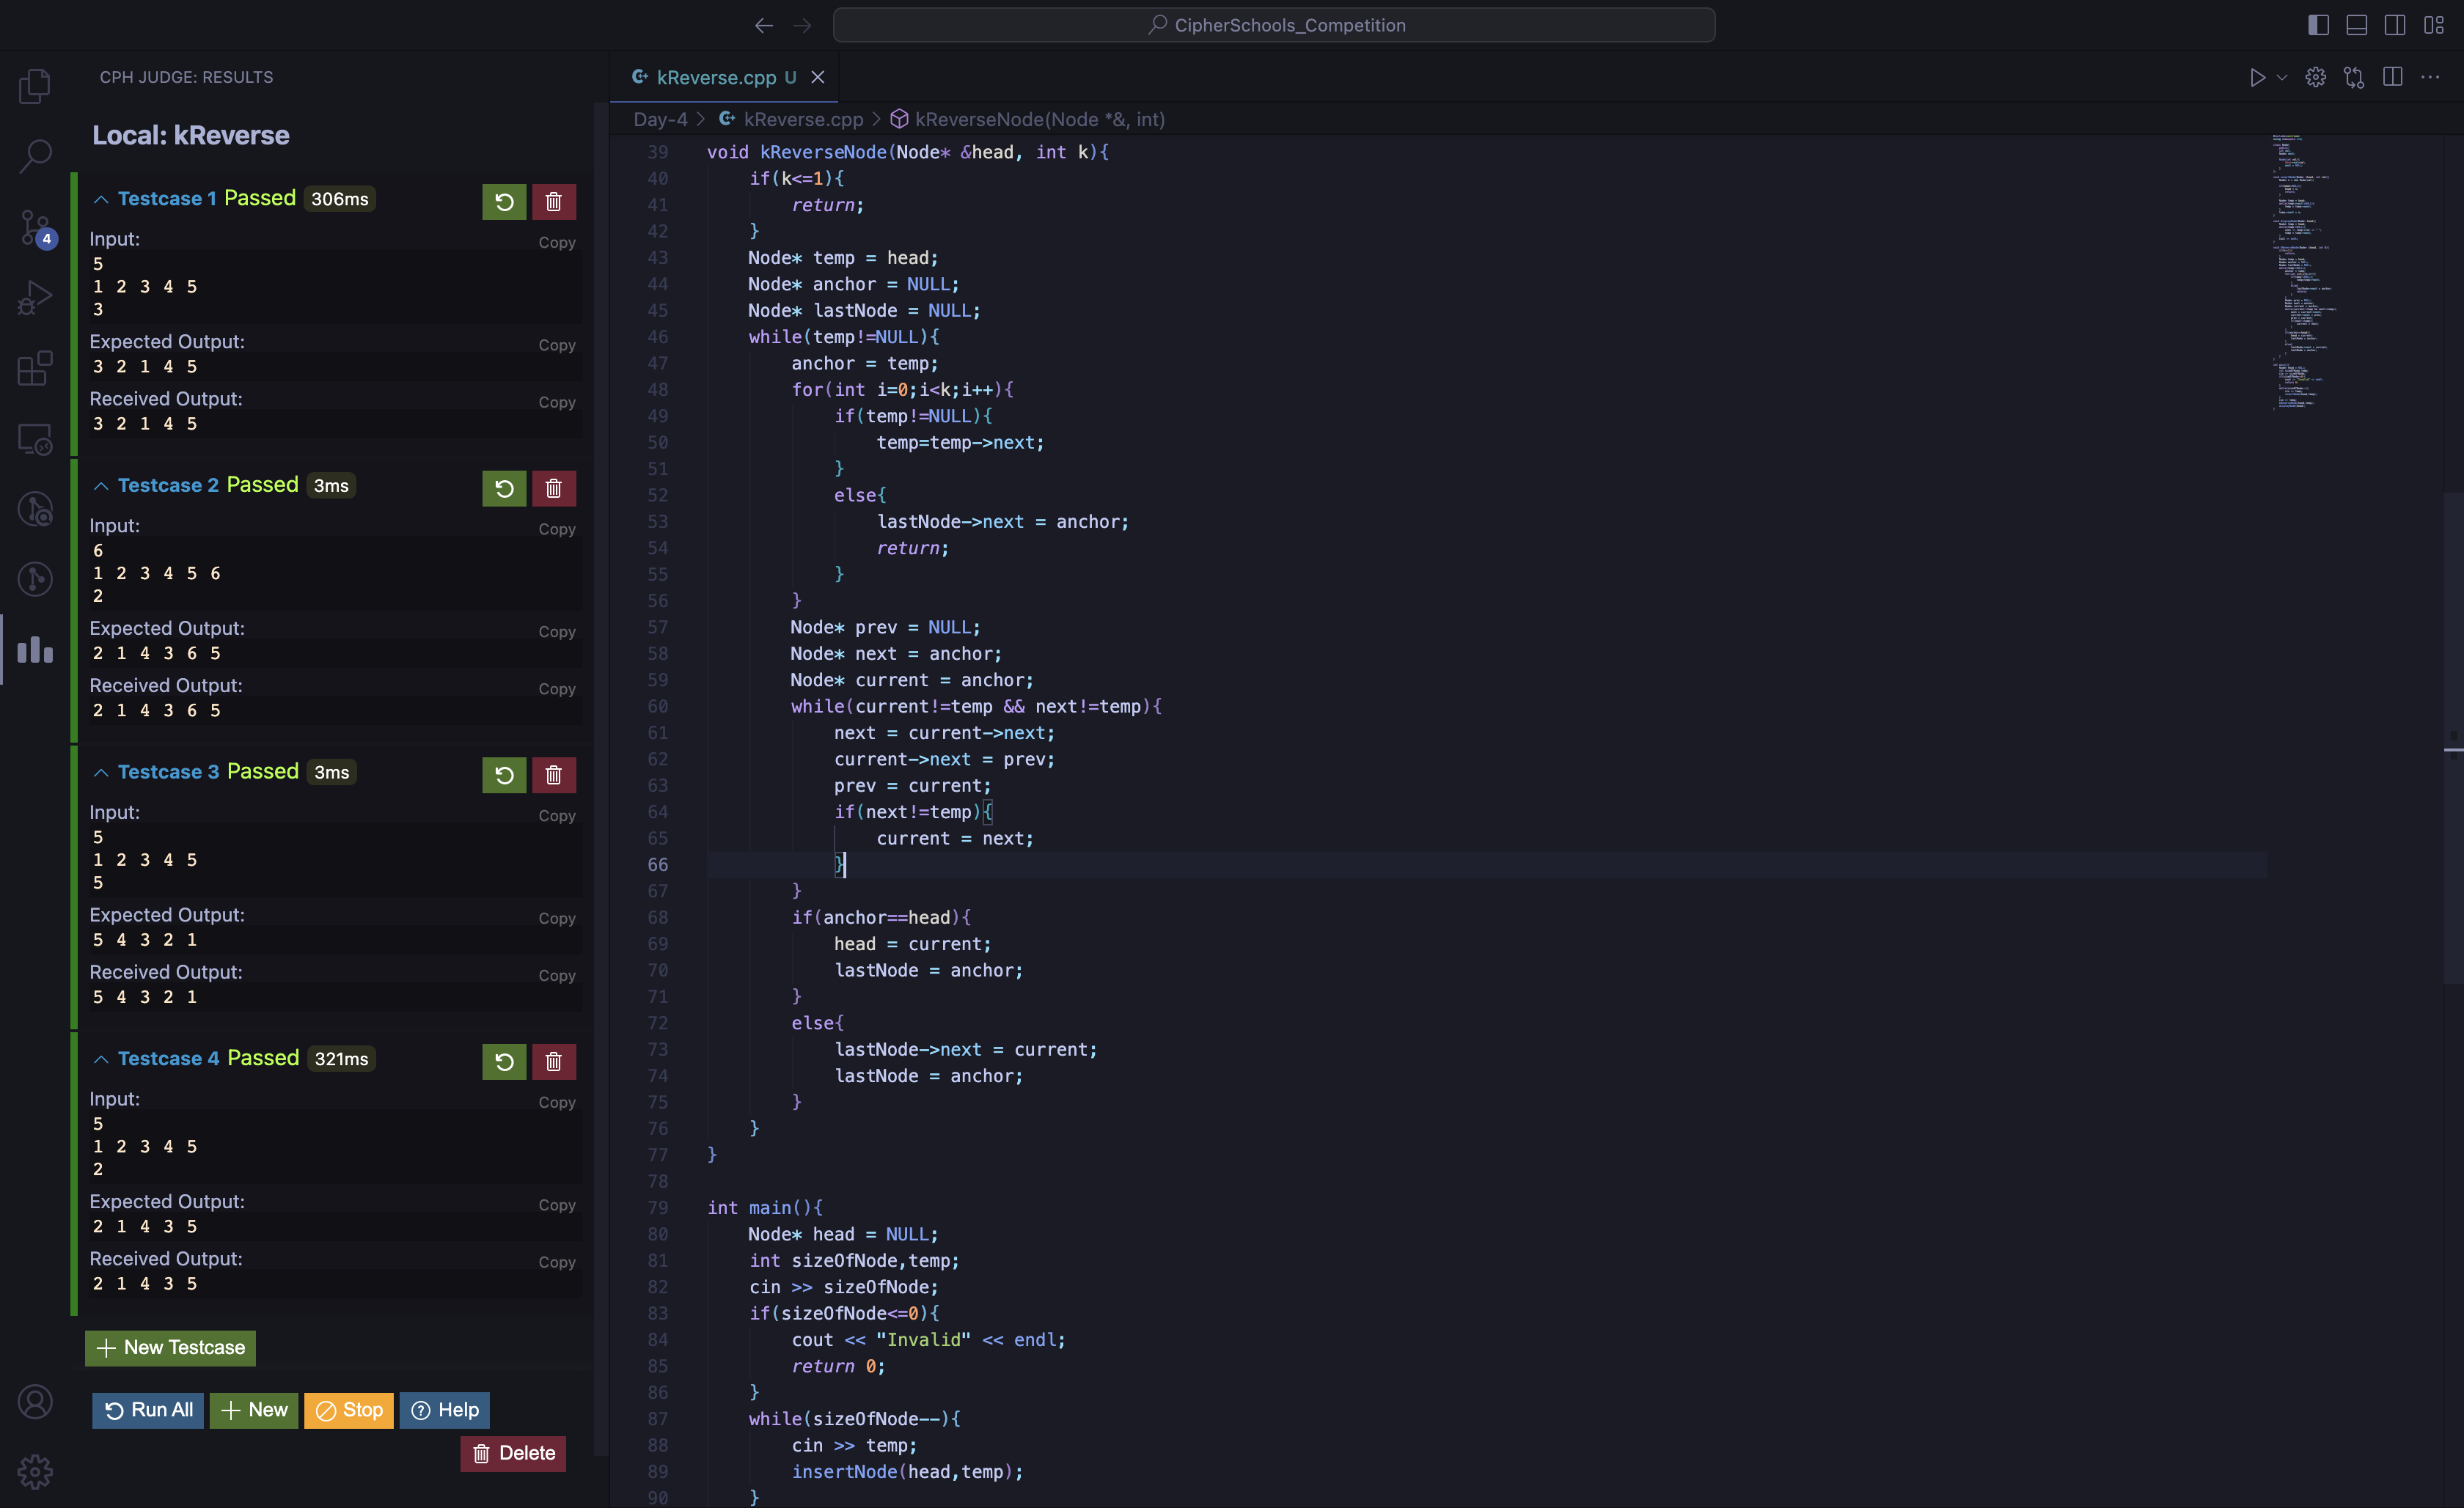 CipherSchools_Competition
CPH JUDGE: RESULTS
Local: kReverse
Testcase 1 Passed 306ms
Input:
Copy
5
1 2 3 4 5
3
Expected Output:
Copy
3 2 1 4 5
Received Output:
Copy
3 2 1 4 5
Testcase 2 Passed 3ms
Input:
Copy
6
1 2 3 4 5 6
2
Expected Output:
Copy
2 1 4 3 6 5
Received Output:
Copy
2 1 4 3 6 5
Testcase 3 Passed 3ms
Input:
Copy
5
1 2 3 4 5
5
Expected Output:
Copy
5 4 3 2 1
Received Output:
Copy
5 4 3 2 1
Testcase 4 Passed 321ms
Input:
Copy
5
1 2 3 4 5
2
Expected Output:
Copy
2 1 4 3 5
Received Output:
Copy
2 1 4 3 5
New Testcase
Run All New Stop Help
Delete
4
kReverse.cpp U
Day-4 > kReverse.cpp > kReverseNode(Node *&, int)
39 void kReverseNode(Node* &head, int k){
40     if(k<=1){
41         return;
42     }
43     Node* temp = head;
44     Node* anchor = NULL;
45     Node* lastNode = NULL;
46     while(temp!=NULL){
47         anchor = temp;
48         for(int i=0;i<k;i++){
49             if(temp!=NULL){
50                 temp=temp->next;
51             }
52             else{
53                 lastNode->next = anchor;
54                 return;
55             }
56         }
57         Node* prev = NULL;
58         Node* next = anchor;
59         Node* current = anchor;
60         while(current!=temp && next!=temp){
61             next = current->next;
62             current->next = prev;
63             prev = current;
64             if(next!=temp){
65                 current = next;
66             }
67         }
68         if(anchor==head){
69             head = current;
70             lastNode = anchor;
71         }
72         else{
73             lastNode->next = current;
74             lastNode = anchor;
75         }
76     }
77 }
78
79 int main(){
80     Node* head = NULL;
81     int sizeOfNode,temp;
82     cin >> sizeOfNode;
83     if(sizeOfNode<=0){
84         cout << "Invalid" << endl;
85         return 0;
86     }
87     while(sizeOfNode--){
88         cin >> temp;
89         insertNode(head,temp);
90     }